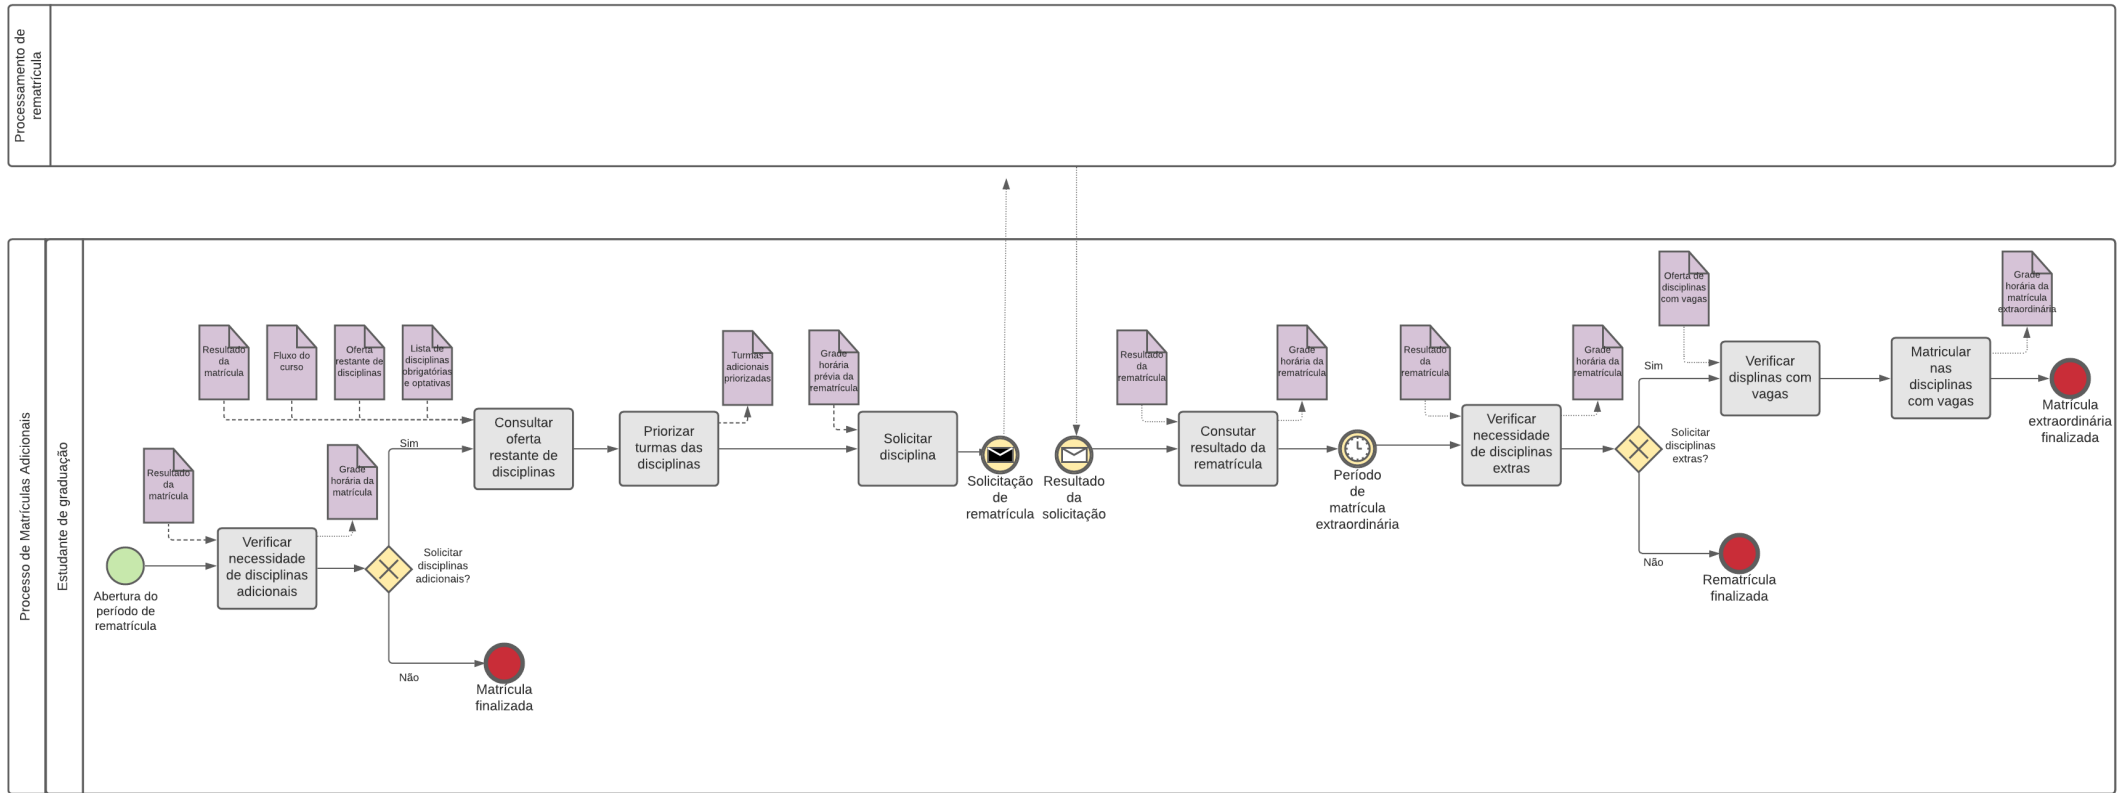 Processamento de
rematrícula
Processo de Matrículas Adicionais
Estudante de graduação
Abertura do
período de
rematrícula
Resultado
da
matrícula
Verificar
necessidade
de disciplinas
adicionais
Grade
horária da
matrícula
Solicitar
disciplinas
adicionais?
Sim
Não
Matrícula
finalizada
Resultado
da
matrícula
Fluxo do
curso
Oferta
restante de
disciplinas
Lista de
disciplinas
obrigatórias
e optativas
Consultar
oferta
restante de
disciplinas
Priorizar
turmas das
disciplinas
Turmas
adicionais
priorizadas
Grade
horária
prévia da
rematrícula
Solicitar
disciplina
Solicitação
de
rematrícula
Resultado
da
solicitação
Resultado
da
rematrícula
Consutar
resultado da
rematrícula
Grade
horária da
rematrícula
Período
de
matrícula
extraordinária
Resultado
da
rematrícula
Verificar
necessidade
de disciplinas
extras
Grade
horária da
rematrícula
Solicitar
disciplinas
extras?
Sim
Não
Rematrícula
finalizada
Oferta de
disciplinas
com vagas
Verificar
displinas com
vagas
Matricular
nas
disciplinas
com vagas
Grade
horária da
matrícula
extraordinária
Matrícula
extraordinária
finalizada